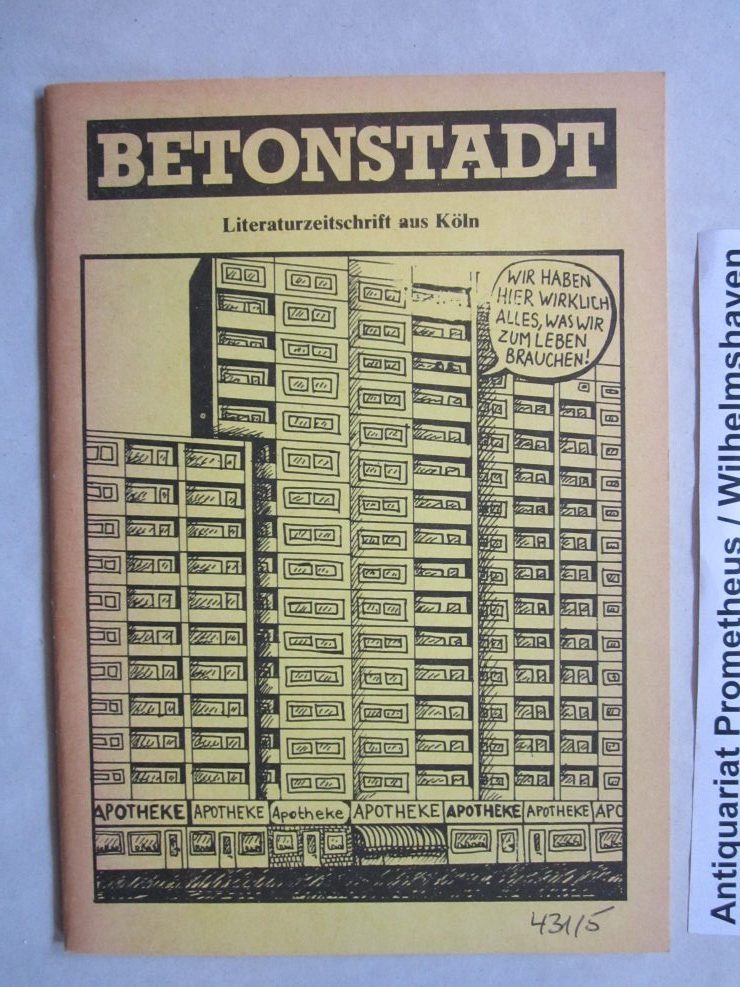 BETONSTADT
Literaturzeitschrift aus Köln
WIR HABEN
HIER WIRKLICH
ALLES, WAS WIR
ZUM LEBEN
BRAUCHEN!
APOTHEKE APOTHEKE Apotheke APOTHEKE APOTHEKE APOTHEKE APO
431/5
Antiquariat Prometheus / Wilhelmshaven